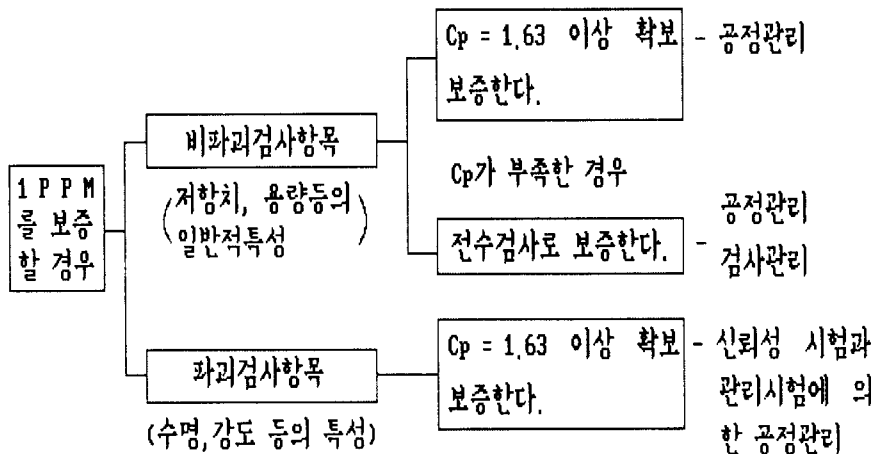 1 P P M
를 보증
할 경우
비파괴검사항목
(저항치, 용량등의
일반적특성)
Cp = 1.63 이상 확보
보증한다.
- 공정관리
Cp가 부족한 경우
전수검사로 보증한다.
- 공정관리
검사관리
파괴검사항목
(수명,강도 등의 특성)
Cp = 1.63 이상 확보
보증한다.
- 신뢰성 시험과
관리시험에 의
한 공정관리